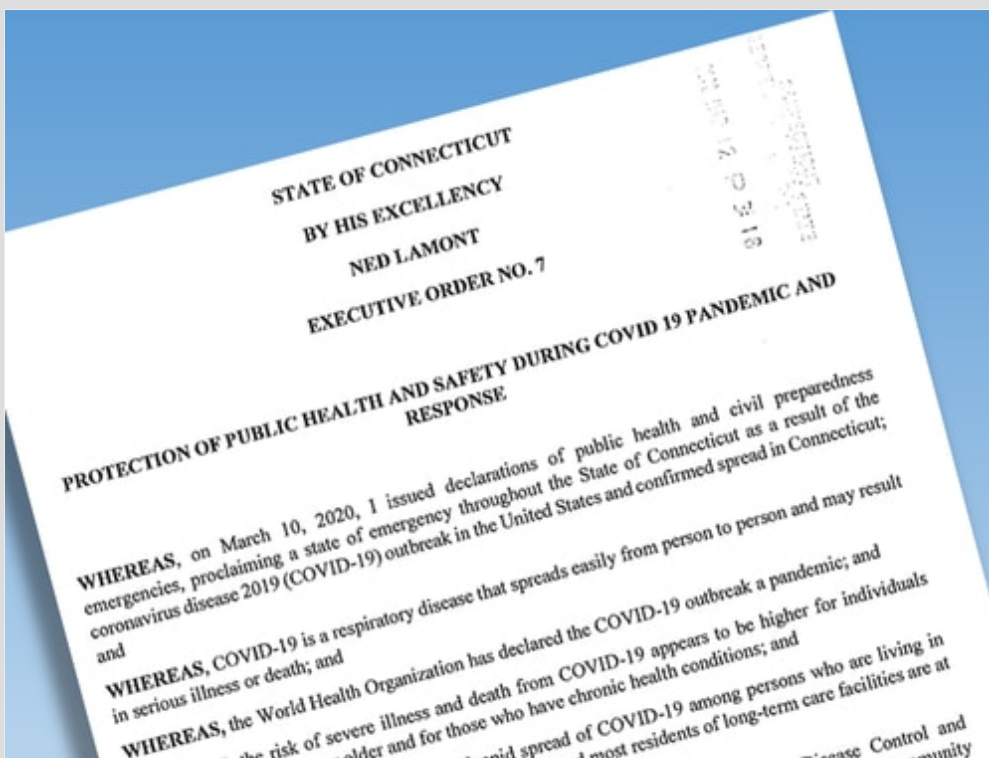 STATE OF CONNECTICUT
BY HIS EXCELLENCY
NED LAMONT
EXECUTIVE ORDER NO. 7
PROTECTION OF PUBLIC HEALTH AND SAFETY DURING COVID 19 PANDEMIC AND
RESPONSE
WHEREAS, on March 10, 2020, I issued declarations of public health and civil preparedness
emergencies, proclaiming a state of emergency throughout the State of Connecticut as a result of the
coronavirus disease 2019 (COVID-19) outbreak in the United States and confirmed spread in Connecticut;
and
WHEREAS, COVID-19 is a respiratory disease that spreads easily from person to person and may result
in serious illness or death; and
WHEREAS, the World Health Organization has declared the COVID-19 outbreak a pandemic; and
the risk of severe illness and death from COVID-19 appears to be higher for individuals
older and for those who have chronic health conditions; and
spread of COVID-19 among persons who are living in
most residents of long-term care facilities are at
Disease Control and